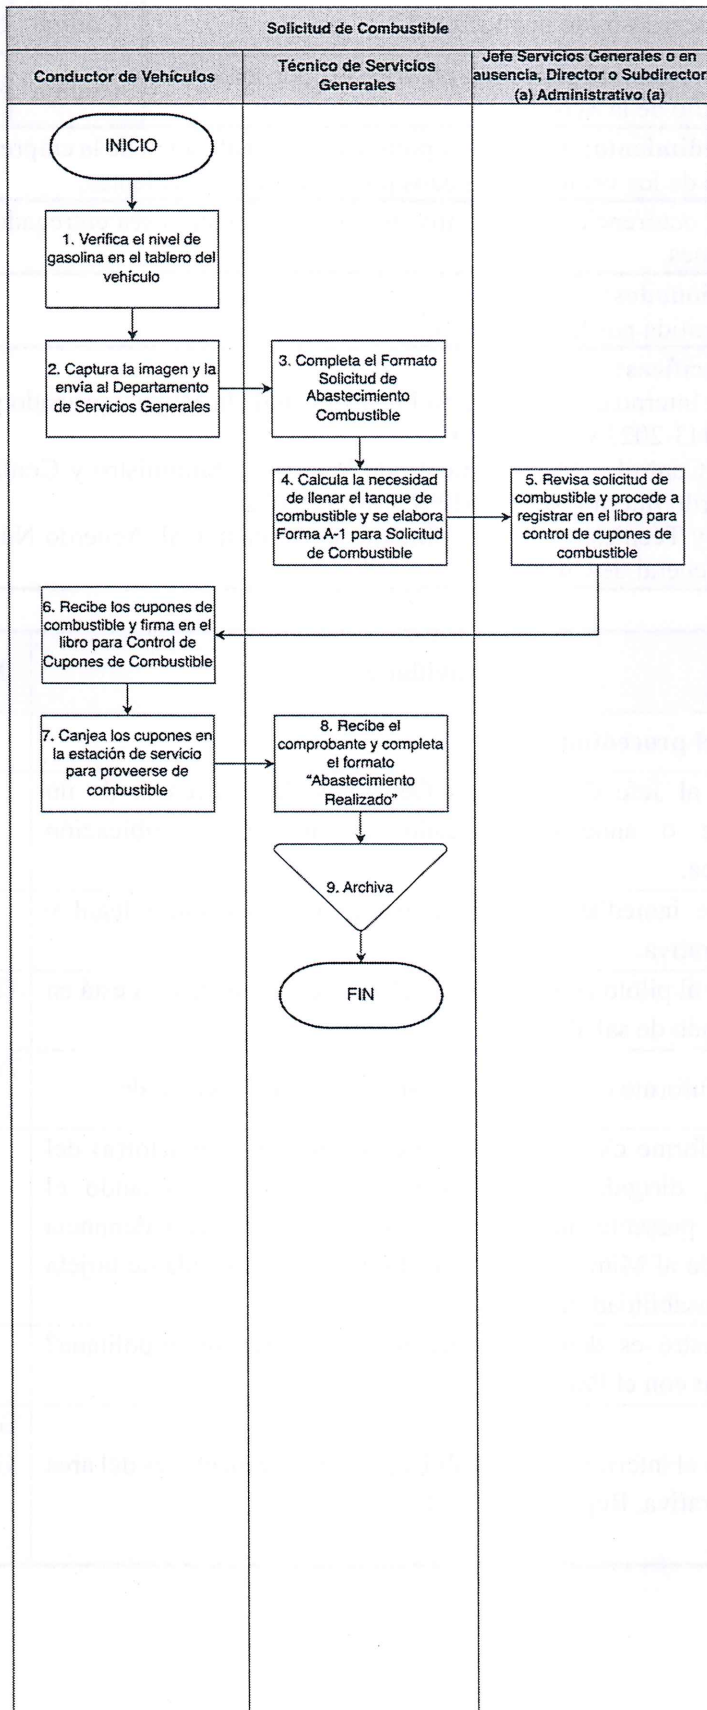 Solicitud de Combustible
Conductor de Vehículos
Técnico de Servicios
Generales
Jefe Servicios Generales o en
ausencia, Director o Subdirector
(a) Administrativo (a)
INICIO
1. Verifica el nivel de
gasolina en el tablero del
vehículo
2. Captura la imagen y la
envía al Departamento
de Servicios Generales
3. Completa el Formato
Solicitud de
Abastecimiento
Combustible
4. Calcula la necesidad
de llenar el tanque de
combustible y se elabora
Forma A-1 para Solicitud
de Combustible
5. Revisa solicitud de
combustible y procede a
registrar en el libro para
control de cupones de
combustible
6. Recibe los cupones de
combustible y firma en el
libro para Control de
Cupones de Combustible
7. Canjea los cupones en
la estación de servicio
para proveerse de
combustible
8. Recibe el
comprobante y completa
el formato
“Abastecimiento
Realizado”
9. Archiva
FIN